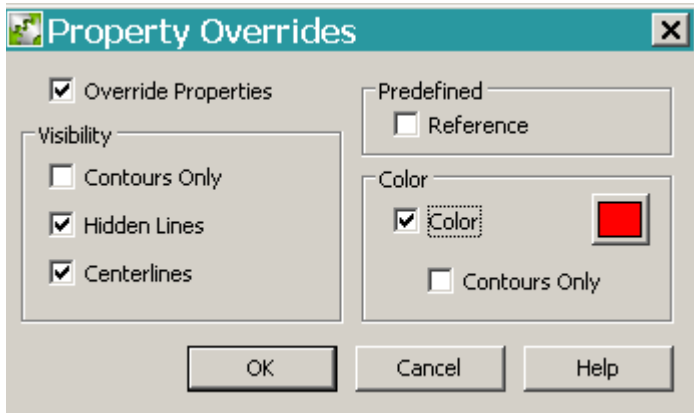 Property Overrides
Override Properties
Visibility
Contours Only
Hidden Lines
Centerlines
Predefined
Reference
Color
Color
Contours Only
OK
Cancel
Help